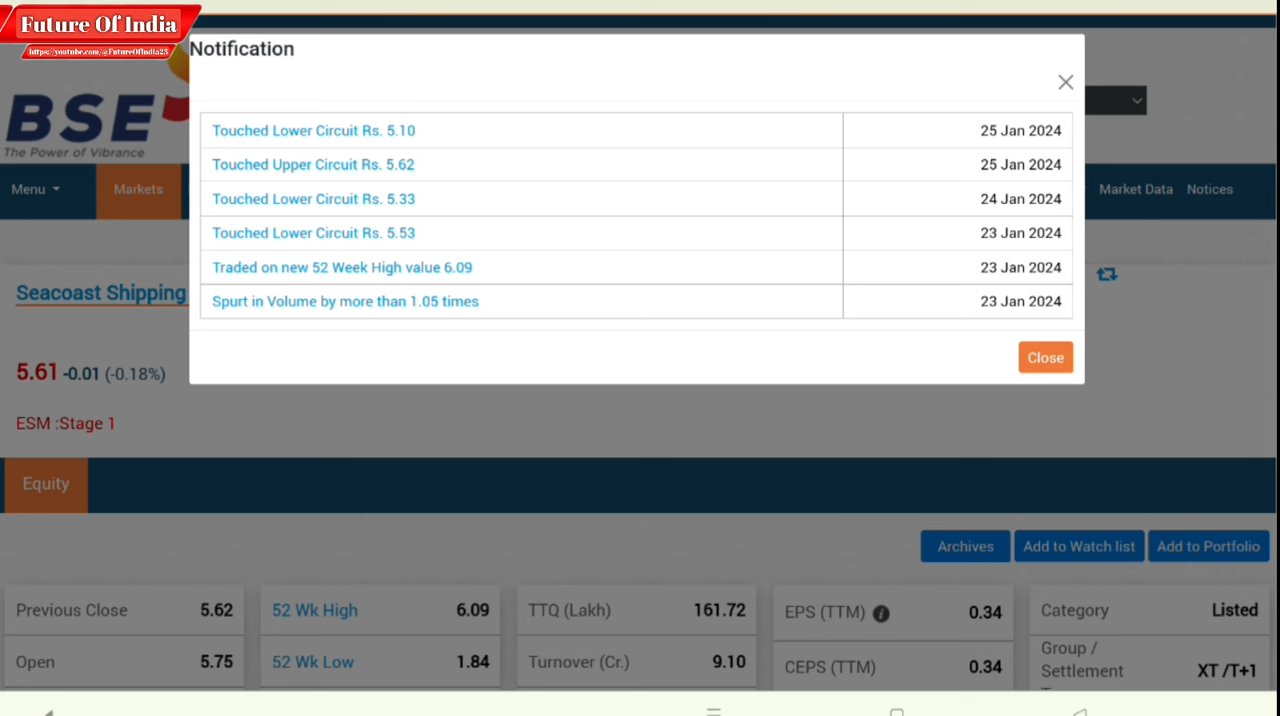 Future Of India
https://youtube.com/@FutureOfIndia23
Notification
BSE
The Power of Vibrance
Touched Lower Circuit Rs. 5.10 25 Jan 2024
Touched Upper Circuit Rs. 5.62 25 Jan 2024
Touched Lower Circuit Rs. 5.33 24 Jan 2024
Touched Lower Circuit Rs. 5.53 23 Jan 2024
Traded on new 52 Week High value 6.09 23 Jan 2024
Spurt in Volume by more than 1.05 times 23 Jan 2024
Close
Menu Markets Market Data Notices
Seacoast Shipping
5.61 -0.01 (-0.18%)
ESM :Stage 1
Equity
Archives Add to Watch list Add to Portfolio
Previous Close 5.62 52 Wk High 6.09 TTQ (Lakh) 161.72 EPS (TTM) 0.34 Category Listed
Open 5.75 52 Wk Low 1.84 Turnover (Cr.) 9.10 CEPS (TTM) 0.34 Group / Settlement XT /T+1